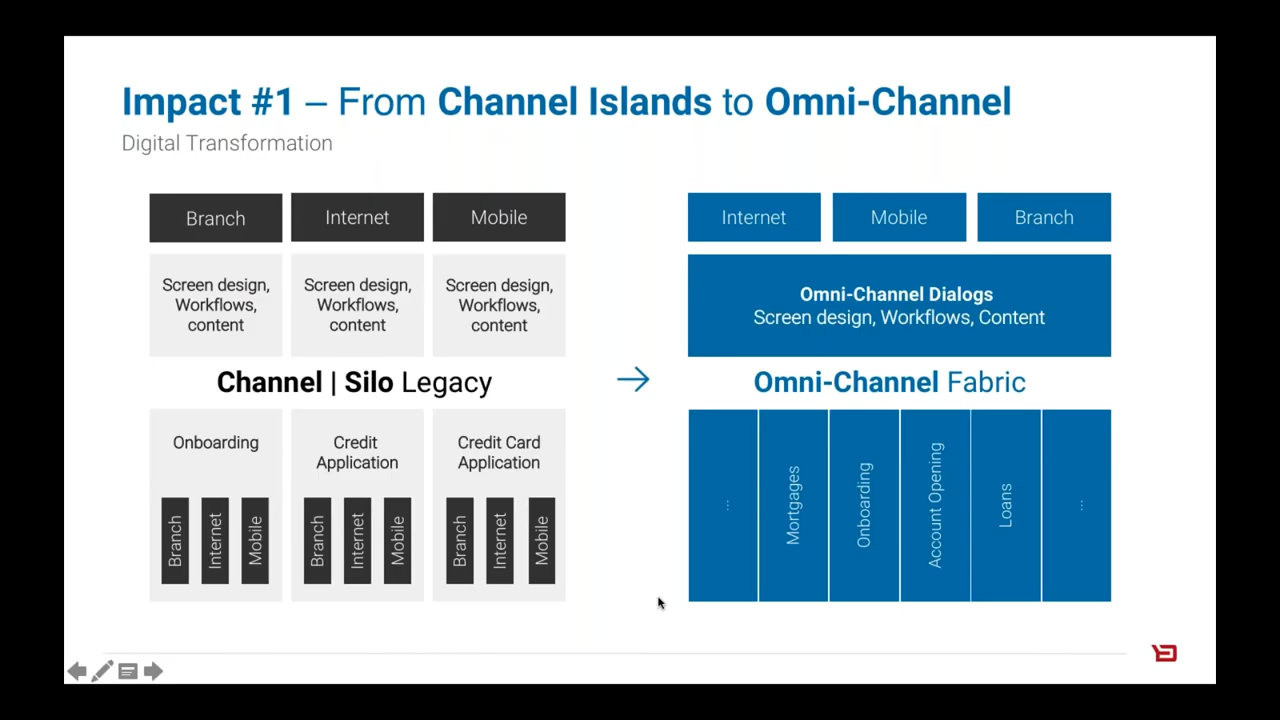 Impact #1 – From Channel Islands to Omni-Channel
Digital Transformation
Branch
Internet
Mobile
Screen design,
Workflows,
content
Screen design,
Workflows,
content
Screen design,
Workflows,
content
Channel | Silo Legacy
Onboarding
Branch
Internet
Mobile
Credit
Application
Branch
Internet
Mobile
Credit Card
Application
Branch
Internet
Mobile
→
Internet
Mobile
Branch
Omni-Channel Dialogs
Screen design, Workflows, Content
Omni-Channel Fabric
...
Mortgages
Onboarding
Account Opening
Loans
...